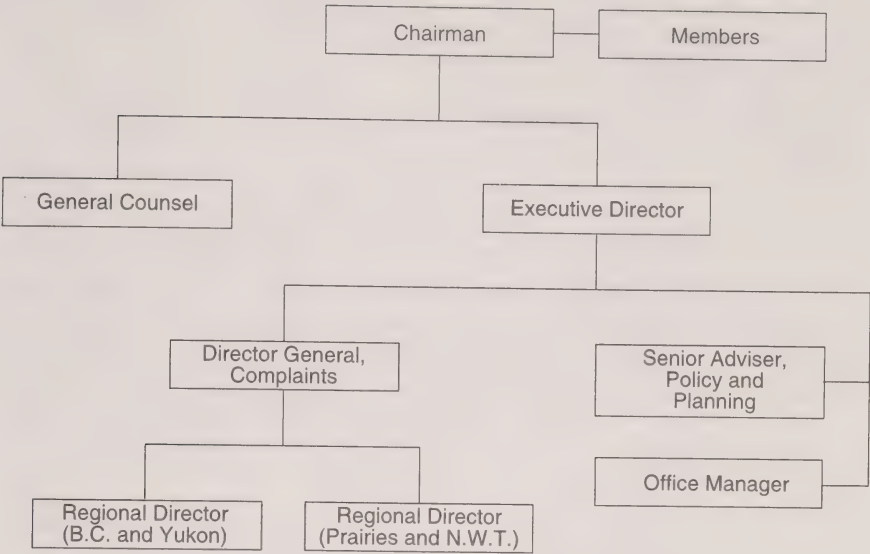 Chairman
Members
General Counsel
Executive Director
Director General,
Complaints
Senior Adviser,
Policy and
Planning
Office Manager
Regional Director
(B.C. and Yukon)
Regional Director
(Prairies and N.W.T.)